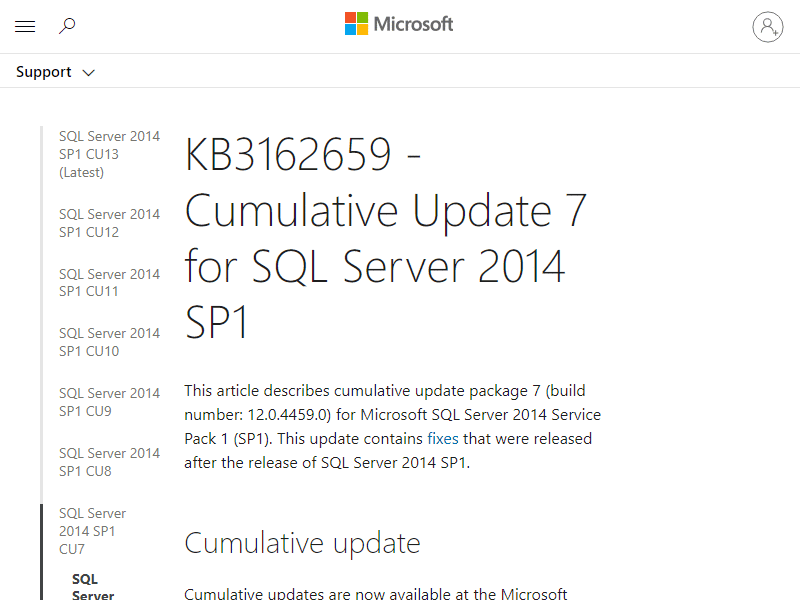 Microsoft
Support
SQL Server 2014
SP1 CU13
(Latest)
SQL Server 2014
SP1 CU12
SQL Server 2014
SP1 CU11
SQL Server 2014
SP1 CU10
SQL Server 2014
SP1 CU9
SQL Server 2014
SP1 CU8
SQL Server
2014 SP1
CU7
SQL
Server
KB3162659 -
Cumulative Update 7
for SQL Server 2014
SP1
This article describes cumulative update package 7 (build
number: 12.0.4459.0) for Microsoft SQL Server 2014 Service
Pack 1 (SP1). This update contains fixes that were released
after the release of SQL Server 2014 SP1.
Cumulative update
Cumulative updates are now available at the Microsoft